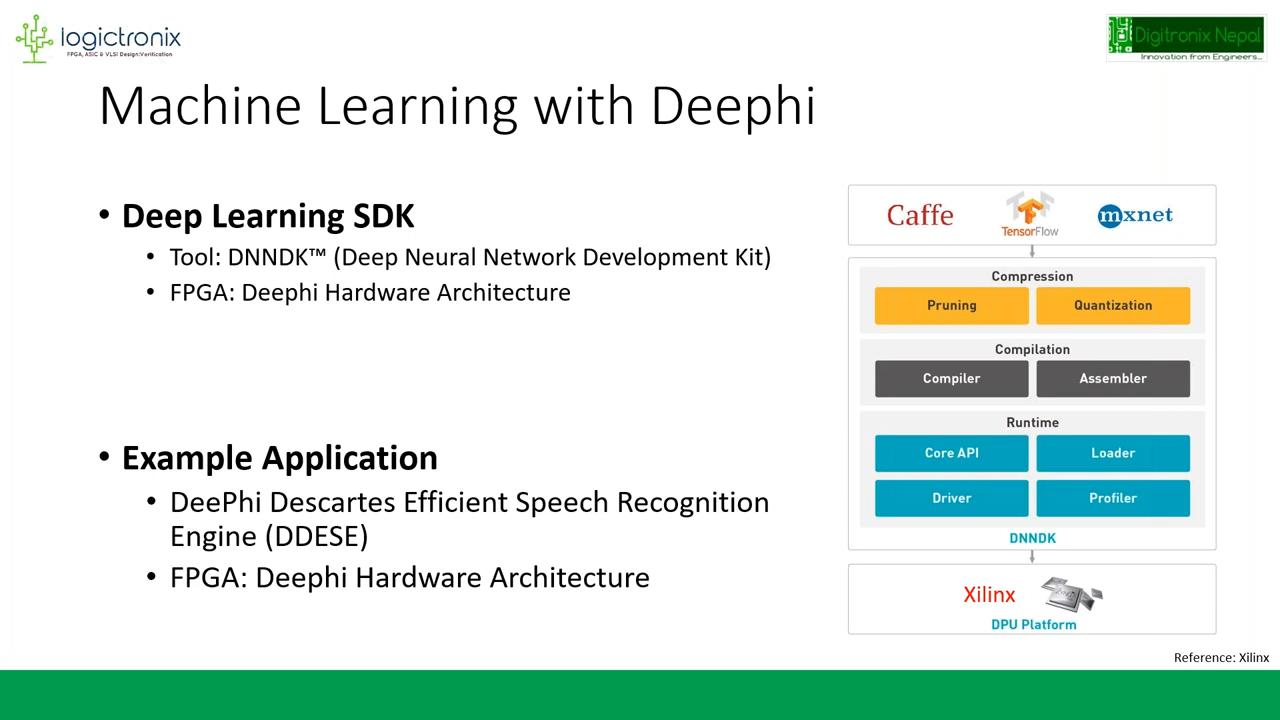 logictronix
FPGA, ASIC & VLSI Design:Verification
Digitronix Nepal
Innovation from Engineers...
Machine Learning with Deephi
• Deep Learning SDK
• Tool: DNNDK™ (Deep Neural Network Development Kit)
• FPGA: Deephi Hardware Architecture
• Example Application
• DeePhi Descartes Efficient Speech Recognition
Engine (DDESE)
• FPGA: Deephi Hardware Architecture
Caffe TensorFlow mxnet
Compression
Pruning Quantization
Compilation
Compiler Assembler
Runtime
Core API Loader
Driver Profiler
DNNDK
Xilinx
DPU Platform
Reference: Xilinx